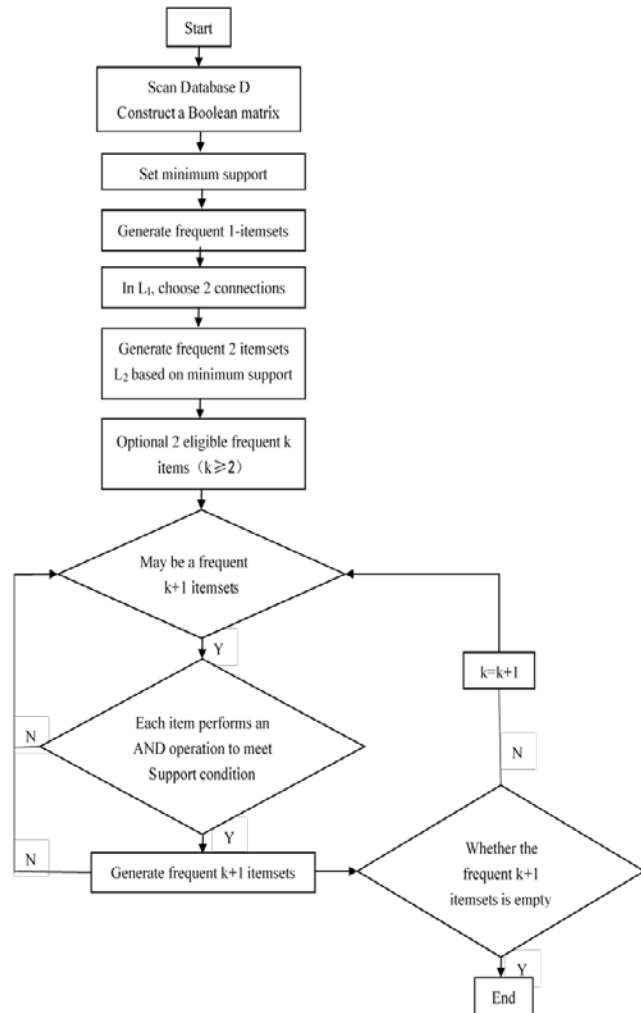 Start
Scan Database D
Construct a Boolean matrix
Set minimum support
Generate frequent 1-itemsets
In L₁, choose 2 connections
Generate frequent 2 itemsets
L₂ based on minimum support
Optional 2 eligible frequent k
items（k≥2）
May be a frequent
k+1 itemsets
Y
k=k+1
Each item performs an
AND operation to meet
Support condition
N
N
Y
N
Generate frequent k+1 itemsets
Whether the
frequent k+1
itemsets is empty
Y
End